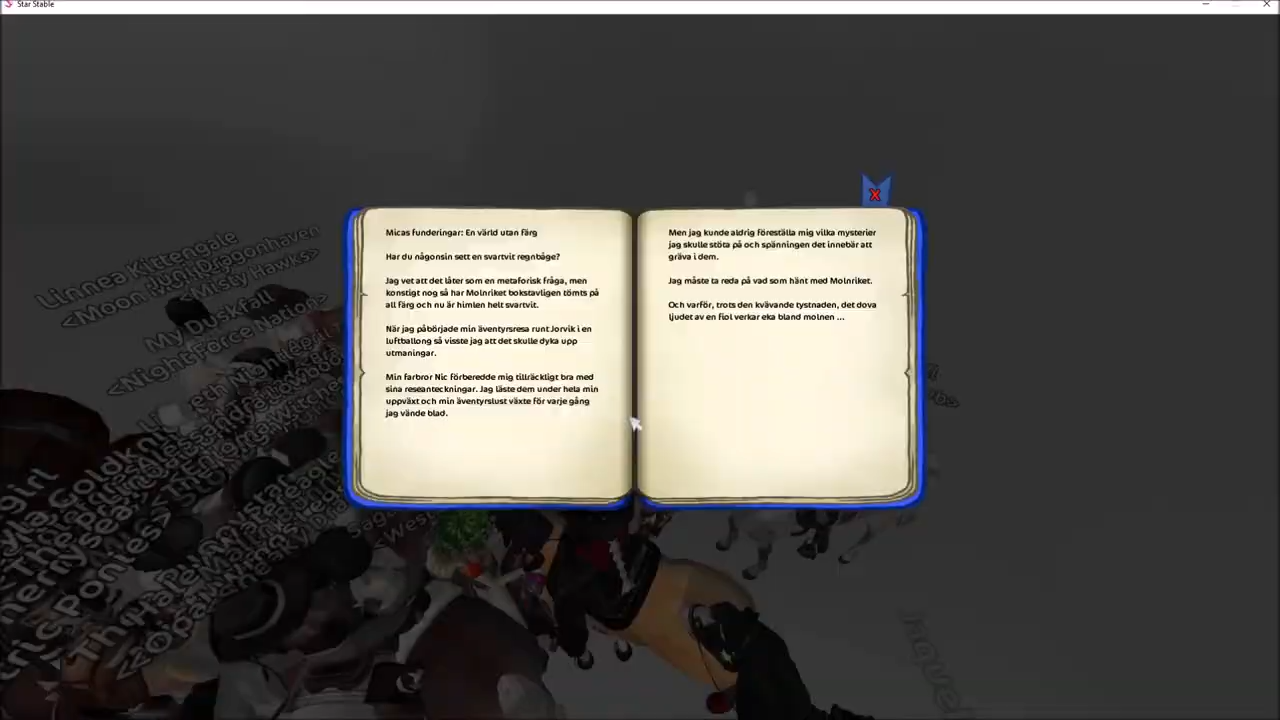 Star Stable
X
Micas funderingar: En värld utan färg
Har du någonsin sett en svartvit regnbåge?
Jag vet att det låter som en metaforisk fråga, men
konstigt nog så har Molnriket bokstavligen tömts på
all färg och nu är himlen helt svartvit.
När jag påbörjade min äventyrsresa runt Jorvik i en
luftballong så visste jag att det skulle dyka upp
utmaningar.
Min farbror Nic förberedde mig tillräckligt bra med
sina reseanteckningar. Jag läste dem under hela min
uppväxt och min äventyrslust växte för varje gång
jag vände blad.
Men jag kunde aldrig föreställa mig vilka mysterier
jag skulle stöta på och spänningen det innebär att
gräva i dem.
Jag måste ta reda på vad som hänt med Molnriket.
Och varför, trots den kvävande tystnaden, det dova
ljudet av en fiol verkar eka bland molnen ...
Linnea Kittengale
<Moonlight Dragonhaven
<Misty Hawks>
My Duskfall
<Night Force Nation>